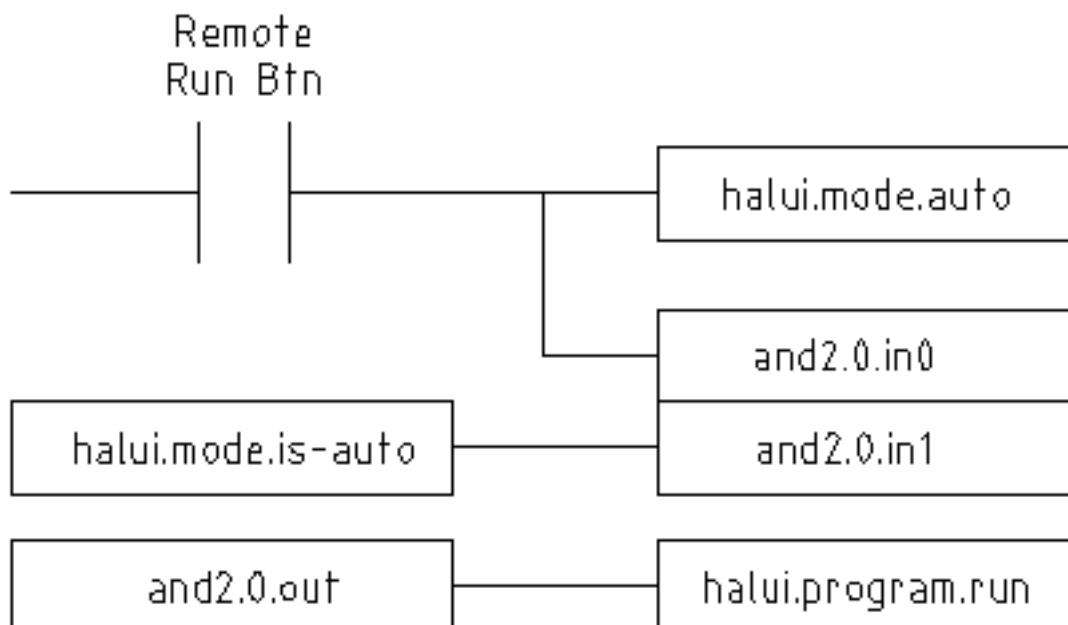 Remote
Run Btn
halui.mode.auto
and2.0.in0
halui.mode.is-auto
and2.0.in1
and2.0.out
halui.program.run